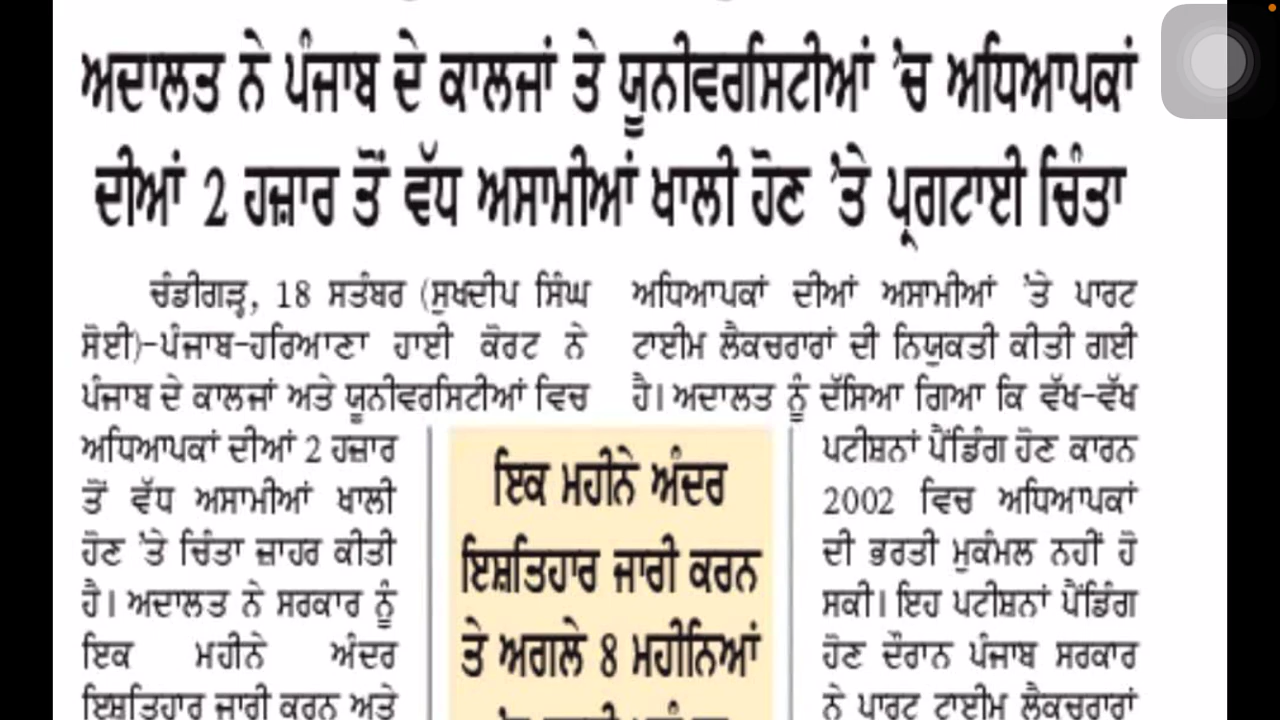 ਅਦਾਲਤ ਨੇ ਪੰਜਾਬ ਦੇ ਕਾਲਜਾਂ ਤੇ ਯੂਨੀਵਰਸਿਟੀਆਂ 'ਚ ਅਧਿਆਪਕਾਂ
ਦੀਆਂ 2 ਹਜ਼ਾਰ ਤੋਂ ਵੱਧ ਅਸਾਮੀਆਂ ਖਾਲੀ ਹੋਣ 'ਤੇ ਪ੍ਰਗਟਾਈ ਚਿੰਤਾ
ਚੰਡੀਗੜ੍ਹ, 18 ਸਤੰਬਰ (ਸੁਖਦੀਪ ਸਿੰਘ
ਸੋਈ)-ਪੰਜਾਬ-ਹਰਿਆਣਾ ਹਾਈ ਕੋਰਟ ਨੇ
ਪੰਜਾਬ ਦੇ ਕਾਲਜਾਂ ਅਤੇ ਯੂਨੀਵਰਸਿਟੀਆਂ ਵਿਚ
ਅਧਿਆਪਕਾਂ ਦੀਆਂ 2 ਹਜ਼ਾਰ
ਤੋਂ ਵੱਧ ਅਸਾਮੀਆਂ ਖਾਲੀ
ਹੋਣ 'ਤੇ ਚਿੰਤਾ ਜ਼ਾਹਰ ਕੀਤੀ
ਹੈ। ਅਦਾਲਤ ਨੇ ਸਰਕਾਰ ਨੂੰ
ਇਕ ਮਹੀਨੇ ਅੰਦਰ
ਇਸ਼ਤਿਹਾਰ ਜਾਰੀ ਕਰਨ ਅਤੇ
ਇਕ ਮਹੀਨੇ ਅੰਦਰ
ਇਸ਼ਤਿਹਾਰ ਜਾਰੀ ਕਰਨ
ਤੇ ਅਗਲੇ 8 ਮਹੀਨਿਆਂ
ਅਧਿਆਪਕਾਂ ਦੀਆਂ ਅਸਾਮੀਆਂ 'ਤੇ ਪਾਰਟ
ਟਾਈਮ ਲੈਕਚਰਾਰਾਂ ਦੀ ਨਿਯੁਕਤੀ ਕੀਤੀ ਗਈ
ਹੈ। ਅਦਾਲਤ ਨੂੰ ਦੱਸਿਆ ਗਿਆ ਕਿ ਵੱਖ-ਵੱਖ
ਪਟੀਸ਼ਨਾਂ ਪੈਂਡਿੰਗ ਹੋਣ ਕਾਰਨ
2002 ਵਿਚ ਅਧਿਆਪਕਾਂ
ਦੀ ਭਰਤੀ ਮੁਕੰਮਲ ਨਹੀਂ ਹੋ
ਸਕੀ। ਇਹ ਪਟੀਸ਼ਨਾਂ ਪੈਂਡਿੰਗ
ਹੋਣ ਦੌਰਾਨ ਪੰਜਾਬ ਸਰਕਾਰ
ਨੇ ਪਾਰਟ ਟਾਈਮ ਲੈਕਚਰਾਰਾਂ